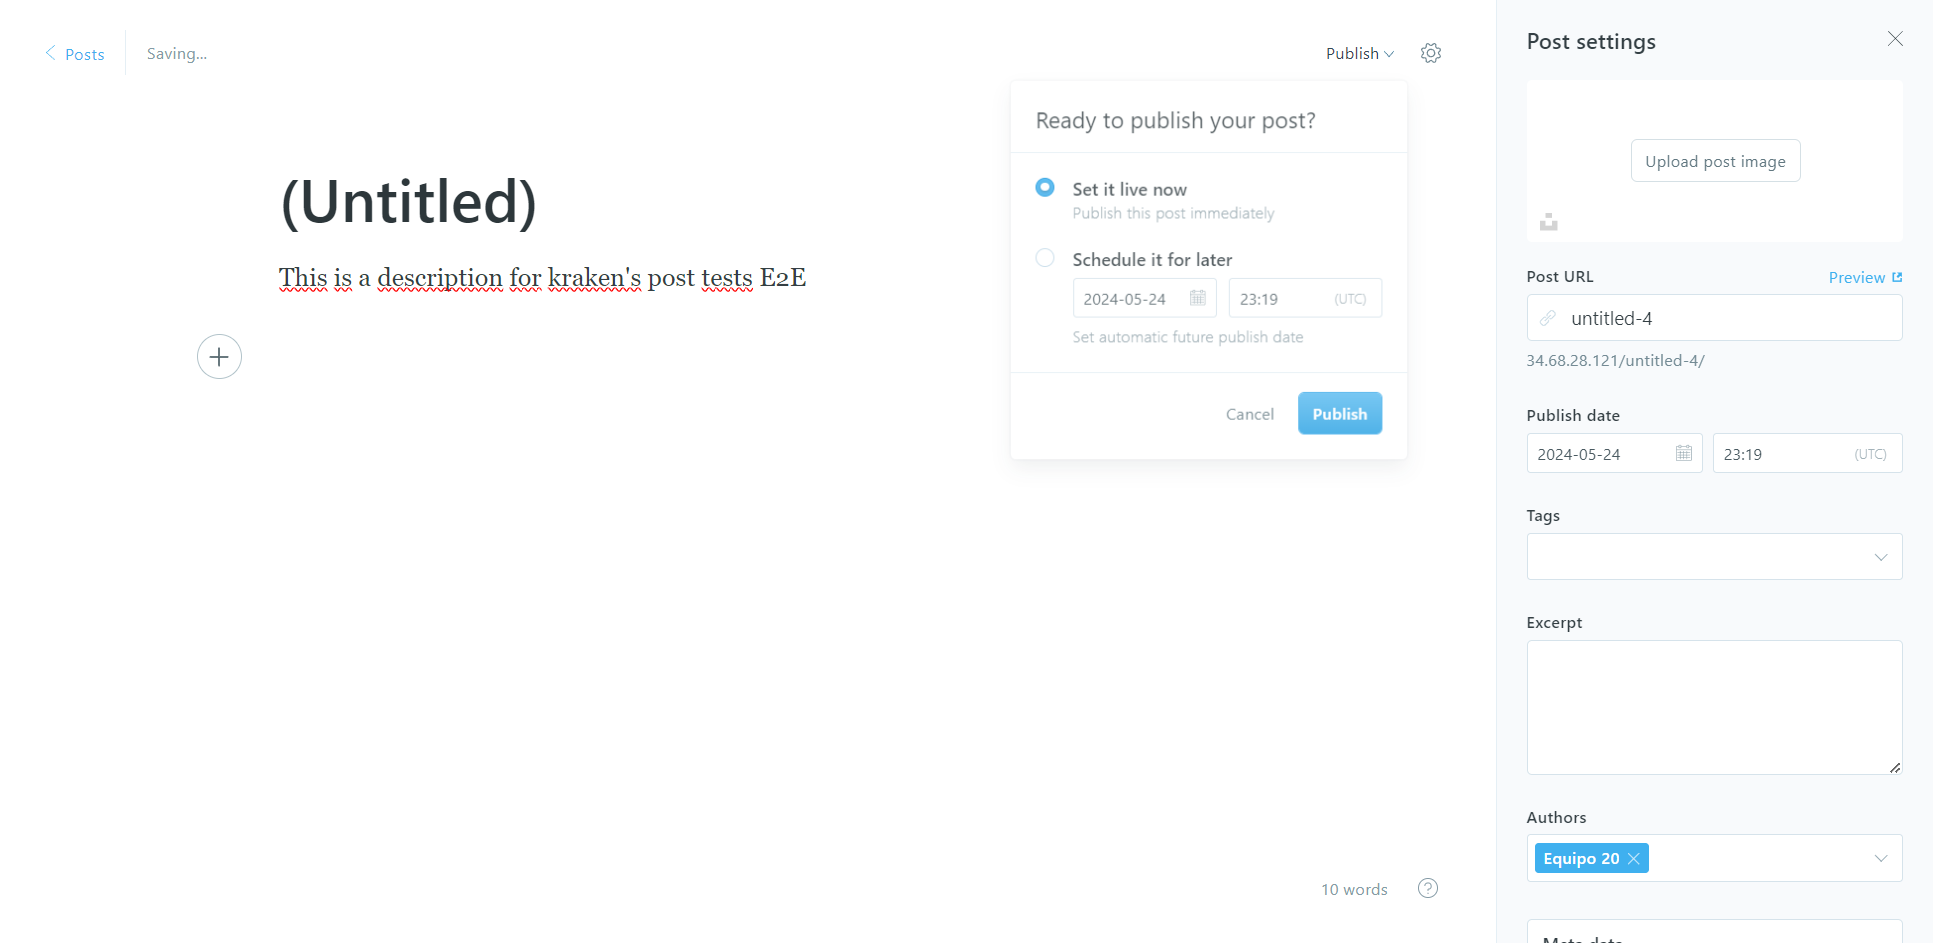 Posts
Saving...
Publish
Ready to publish your post?
Set it live now
Publish this post immediately
Schedule it for later
2024-05-24
23:19 (UTC)
Set automatic future publish date
Cancel
Publish
(Untitled)
This is a description for kraken's post tests E2E
10 words
?
Post settings
Upload post image
Post URL
Preview
untitled-4
34.68.28.121/untitled-4/
Publish date
2024-05-24
23:19 (UTC)
Tags
Excerpt
Authors
Equipo 20
Meta data